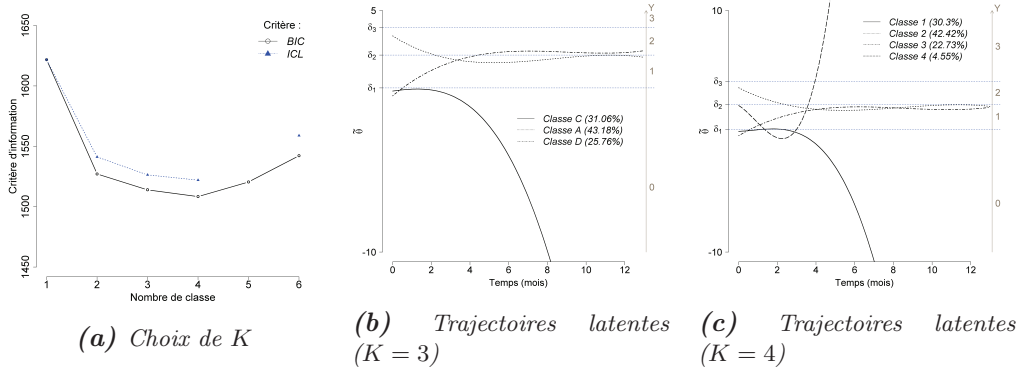 Critère d'information
1450
1500
1550
1600
1650
1 2 3 4 5 6
Nombre de classe
Critère :
BIC
ICL
(a) Choix de K
5
-10
θ̃
δ₃
δ₂
δ₁
Y
3
2
1
0
Classe C (31.06%)
Classe A (43.18%)
Classe D (25.76%)
0 2 4 6 8 10 12
Temps (mois)
(b) Trajectoires latentes
(K = 3)
10
-10
θ̃
δ₃
δ₂
δ₁
Y
3
2
1
0
Classe 1 (30.3%)
Classe 2 (42.42%)
Classe 3 (22.73%)
Classe 4 (4.55%)
0 2 4 6 8 10 12
Temps (mois)
(c) Trajectoires latentes
(K = 4)